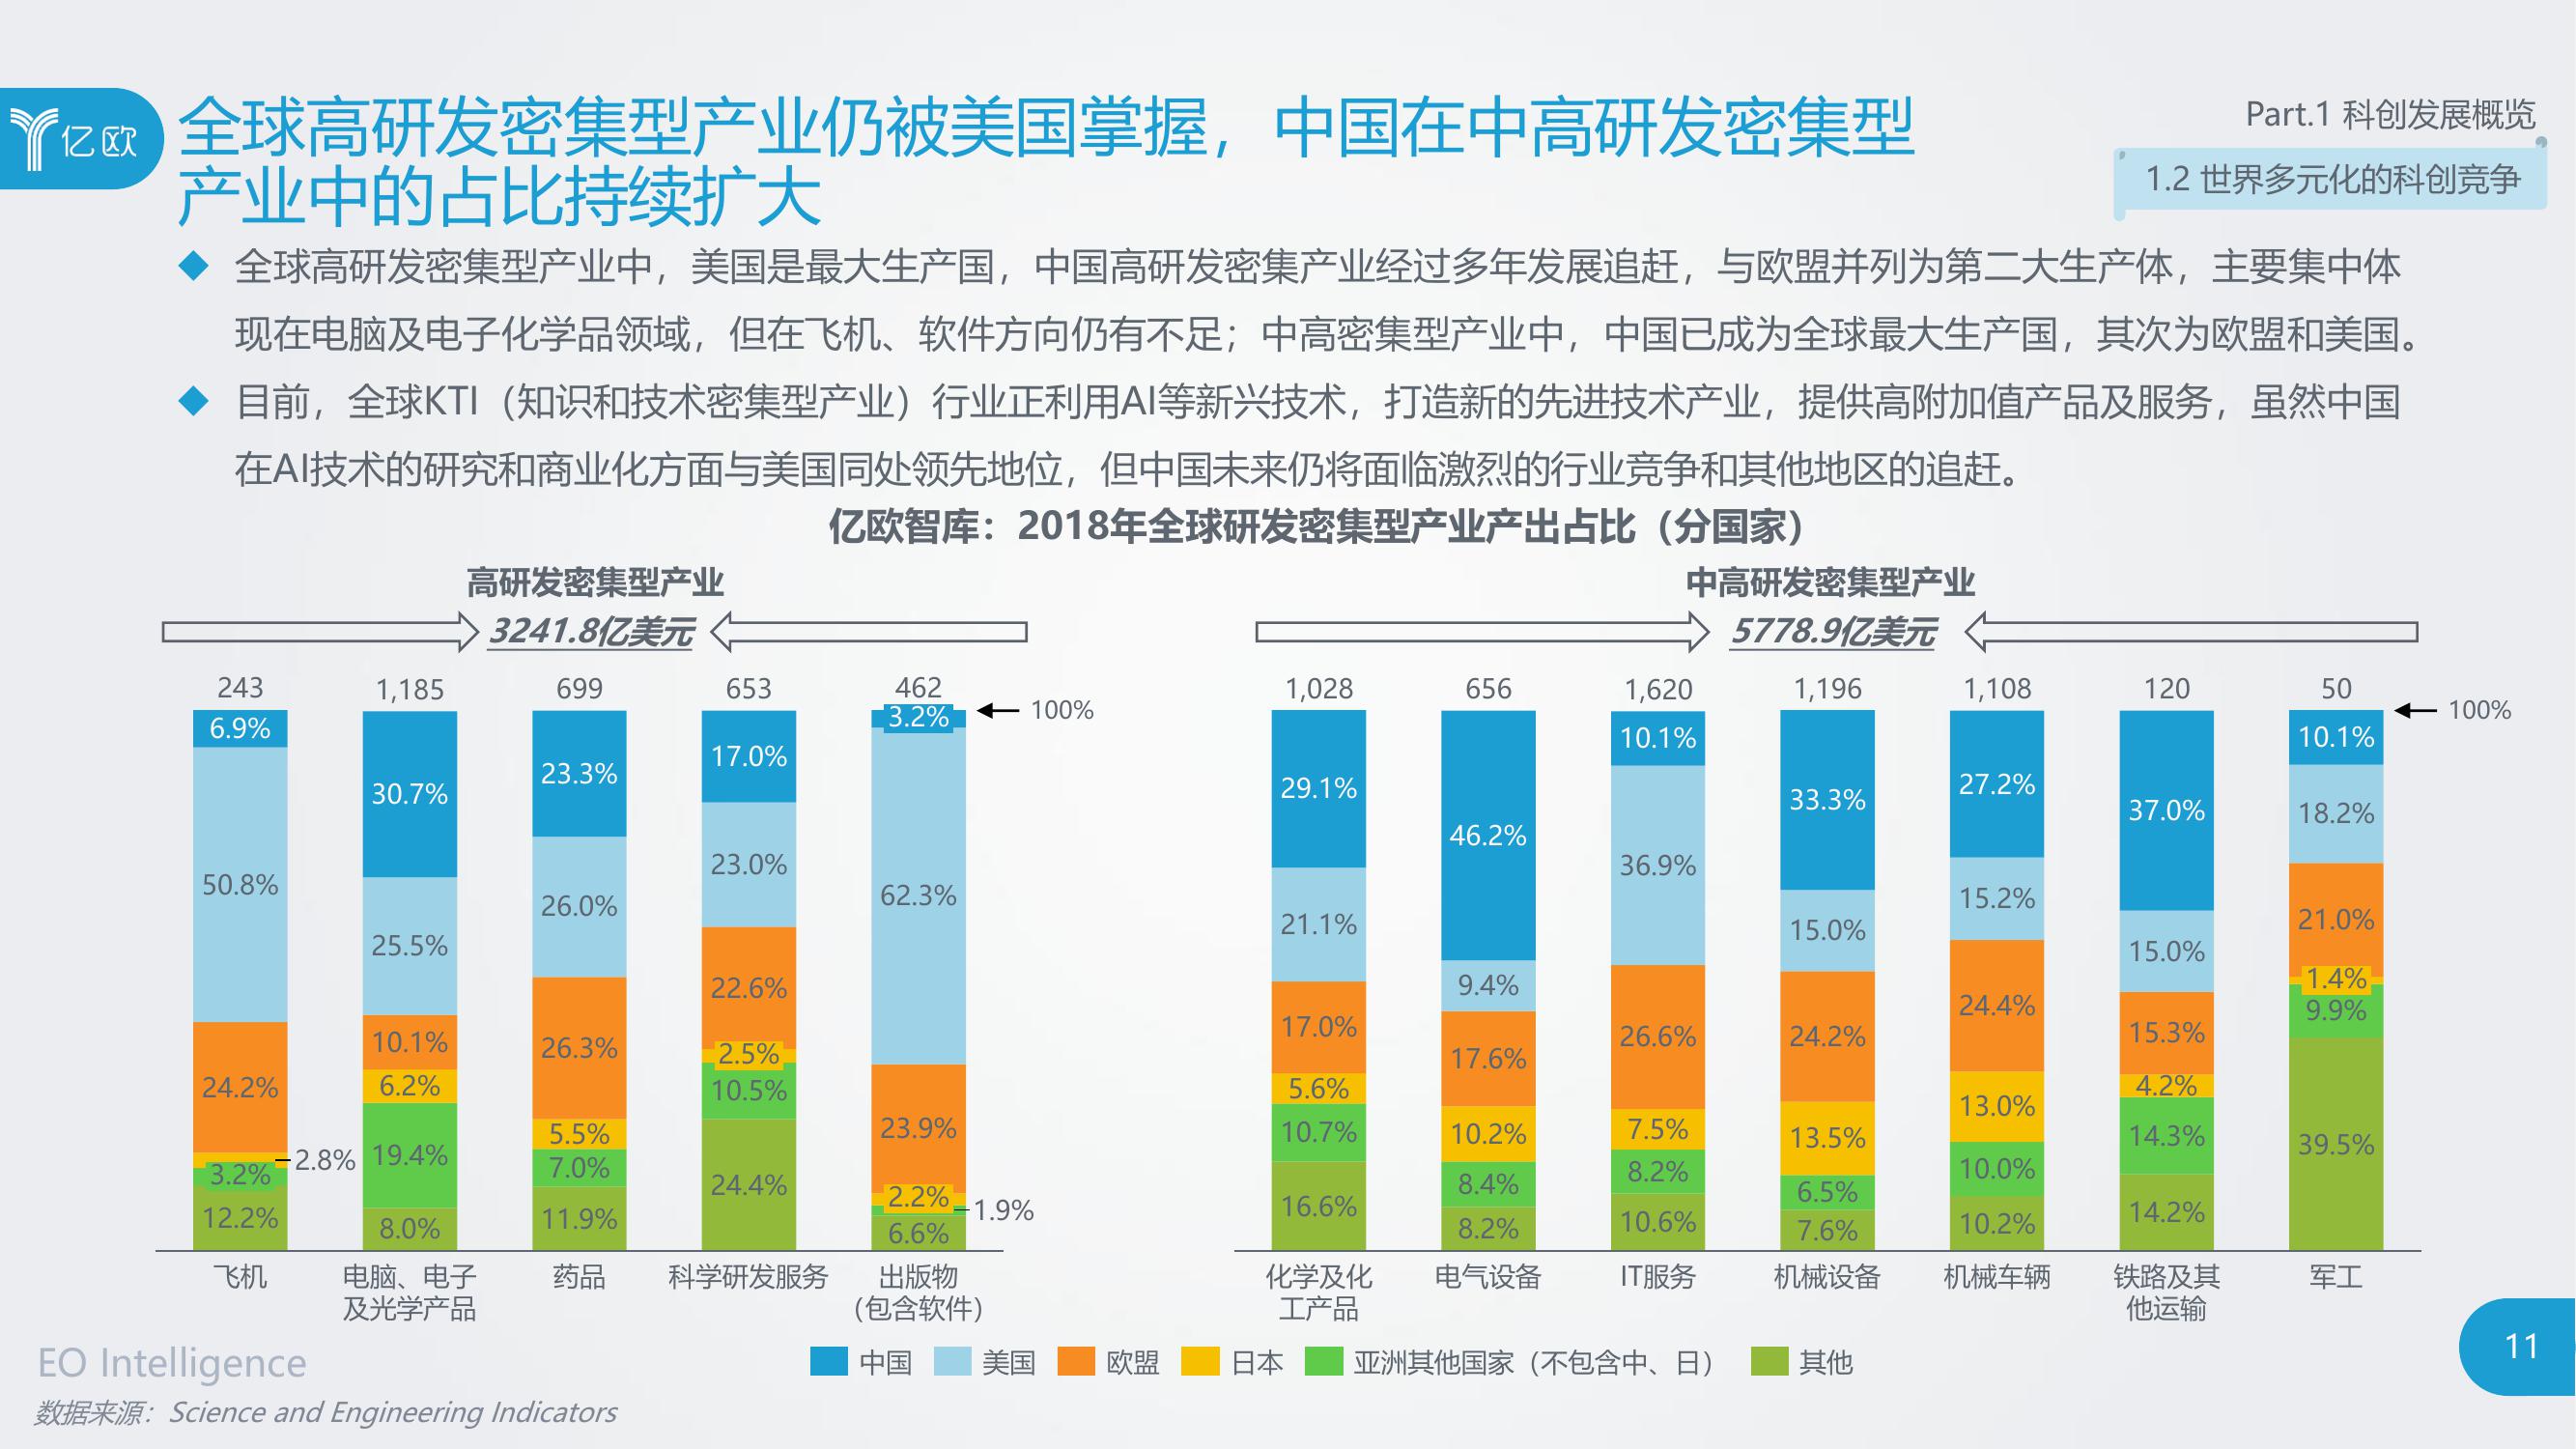 亿欧
全球高研发密集型产业仍被美国掌握，中国在中高研发密集型
产业中的占比持续扩大
Part.1 科创发展概览
1.2 世界多元化的科创竞争
全球高研发密集型产业中，美国是最大生产国，中国高研发密集产业经过多年发展追赶，与欧盟并列为第二大生产体，主要集中体
现在电脑及电子化学品领域，但在飞机、软件方向仍有不足；中高密集型产业中，中国已成为全球最大生产国，其次为欧盟和美国。
目前，全球KTI（知识和技术密集型产业）行业正利用AI等新兴技术，打造新的先进技术产业，提供高附加值产品及服务，虽然中国
在AI技术的研究和商业化方面与美国同处领先地位，但中国未来仍将面临激烈的行业竞争和其他地区的追赶。
亿欧智库：2018年全球研发密集型产业产出占比（分国家）
高研发密集型产业
3241.8亿美元
243 1,185 699 653 462
100%
6.9% 50.8% 24.2% 2.8% 3.2% 12.2%
30.7% 25.5% 10.1% 6.2% 19.4% 8.0%
23.3% 26.0% 26.3% 5.5% 7.0% 11.9%
17.0% 23.0% 22.6% 2.5% 10.5% 24.4%
3.2% 62.3% 23.9% 2.2% 1.9% 6.6%
飞机 电脑、电子 药品 科学研发服务 出版物
及光学产品 （包含软件）
中高研发密集型产业
5778.9亿美元
1,028 656 1,620 1,196 1,108 120 50
100%
29.1% 21.1% 17.0% 5.6% 10.7% 16.6%
46.2% 9.4% 17.6% 10.2% 8.4% 8.2%
10.1% 36.9% 26.6% 7.5% 8.2% 10.6%
33.3% 15.0% 24.2% 13.5% 6.5% 7.6%
27.2% 15.2% 24.4% 13.0% 10.0% 10.2%
37.0% 15.0% 15.3% 4.2% 14.3% 14.2%
10.1% 18.2% 21.0% 1.4% 9.9% 39.5%
化学及化 电气设备 IT服务 机械设备 机械车辆 铁路及其 军工
工产品 他运输
中国 美国 欧盟 日本 亚洲其他国家（不包含中、日） 其他
EO Intelligence
数据来源：Science and Engineering Indicators
11